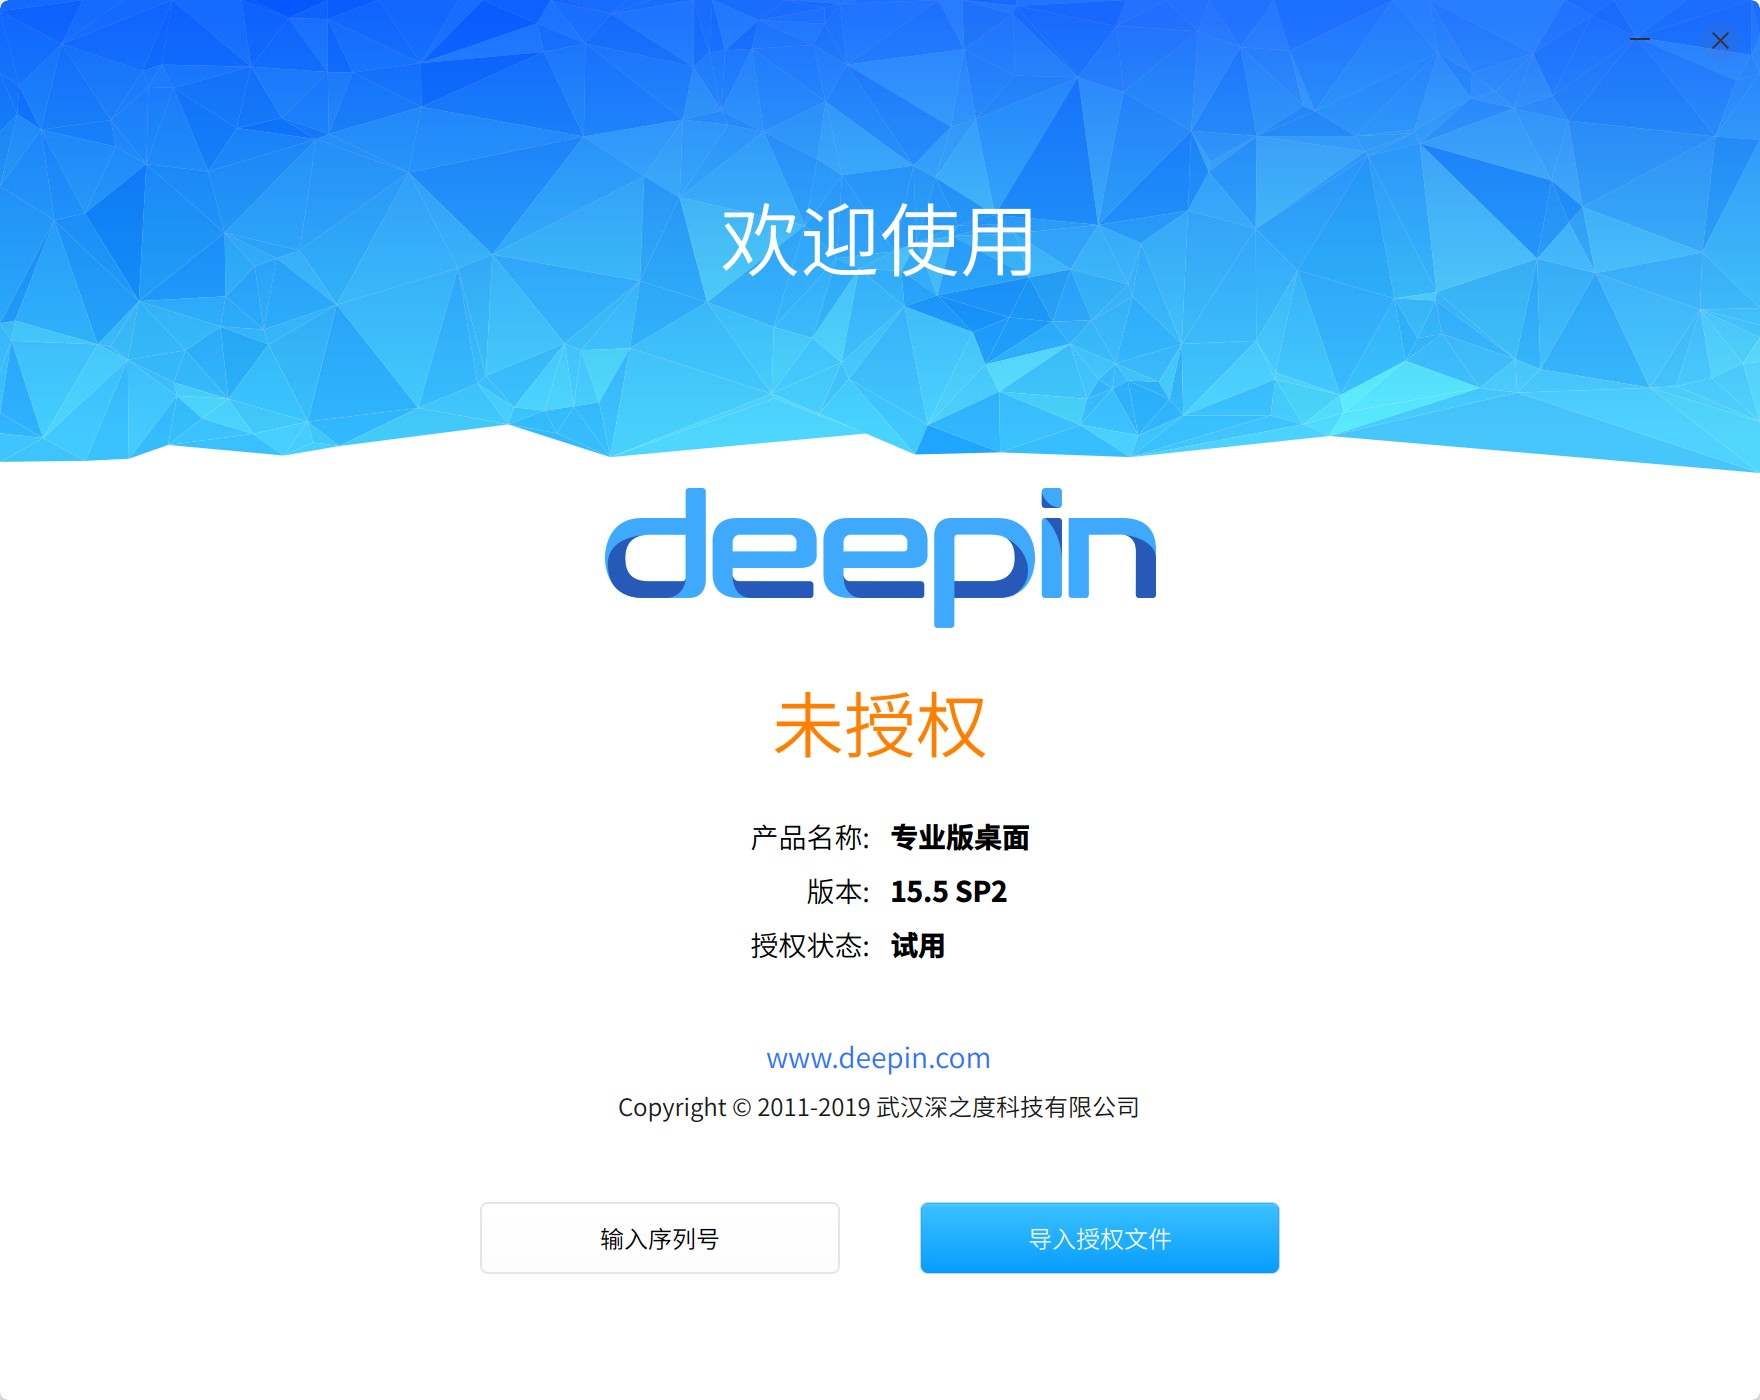 欢迎使用
deepin
未授权
产品名称: 专业版桌面
版本: 15.5 SP2
授权状态: 试用
www.deepin.com
Copyright © 2011-2019 武汉深之度科技有限公司
输入序列号
导入授权文件